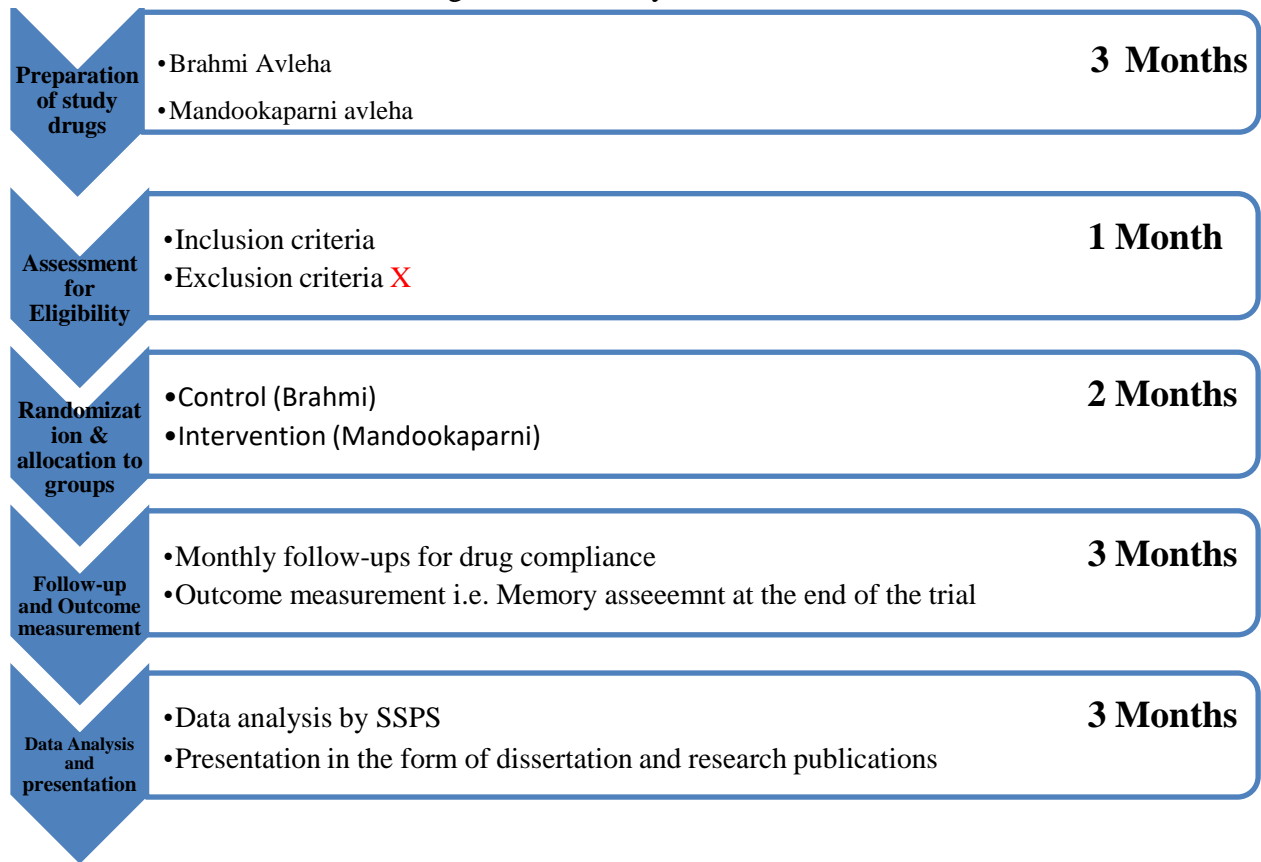 Preparation
of study
drugs
•Brahmi Avleha
3 Months
•Mandookaparni avleha
Assessment
for
Eligibility
•Inclusion criteria
1 Month
•Exclusion criteria X
Randomizat
ion &
allocation to
groups
•Control (Brahmi)
2 Months
•Intervention (Mandookaparni)
Follow-up
and Outcome
measurement
•Monthly follow-ups for drug compliance
3 Months
•Outcome measurement i.e. Memory asseeemnt at the end of the trial
Data Analysis
and
presentation
•Data analysis by SSPS
3 Months
•Presentation in the form of dissertation and research publications